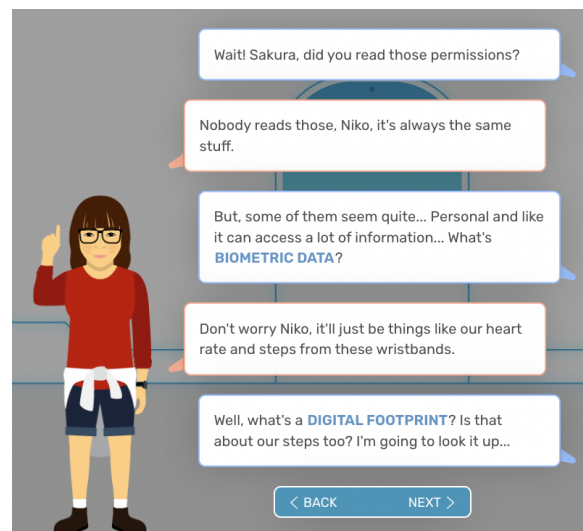 Wait! Sakura, did you read those permissions?
Nobody reads those, Niko, it's always the same
stuff.
But, some of them seem quite... Personal and like
it can access a lot of information... What's
BIOMETRIC DATA?
Don't worry Niko, it'll just be things like our heart
rate and steps from these wristbands.
Well, what's a DIGITAL FOOTPRINT? Is that
about our steps too? I'm going to look it up...
< BACK NEXT >